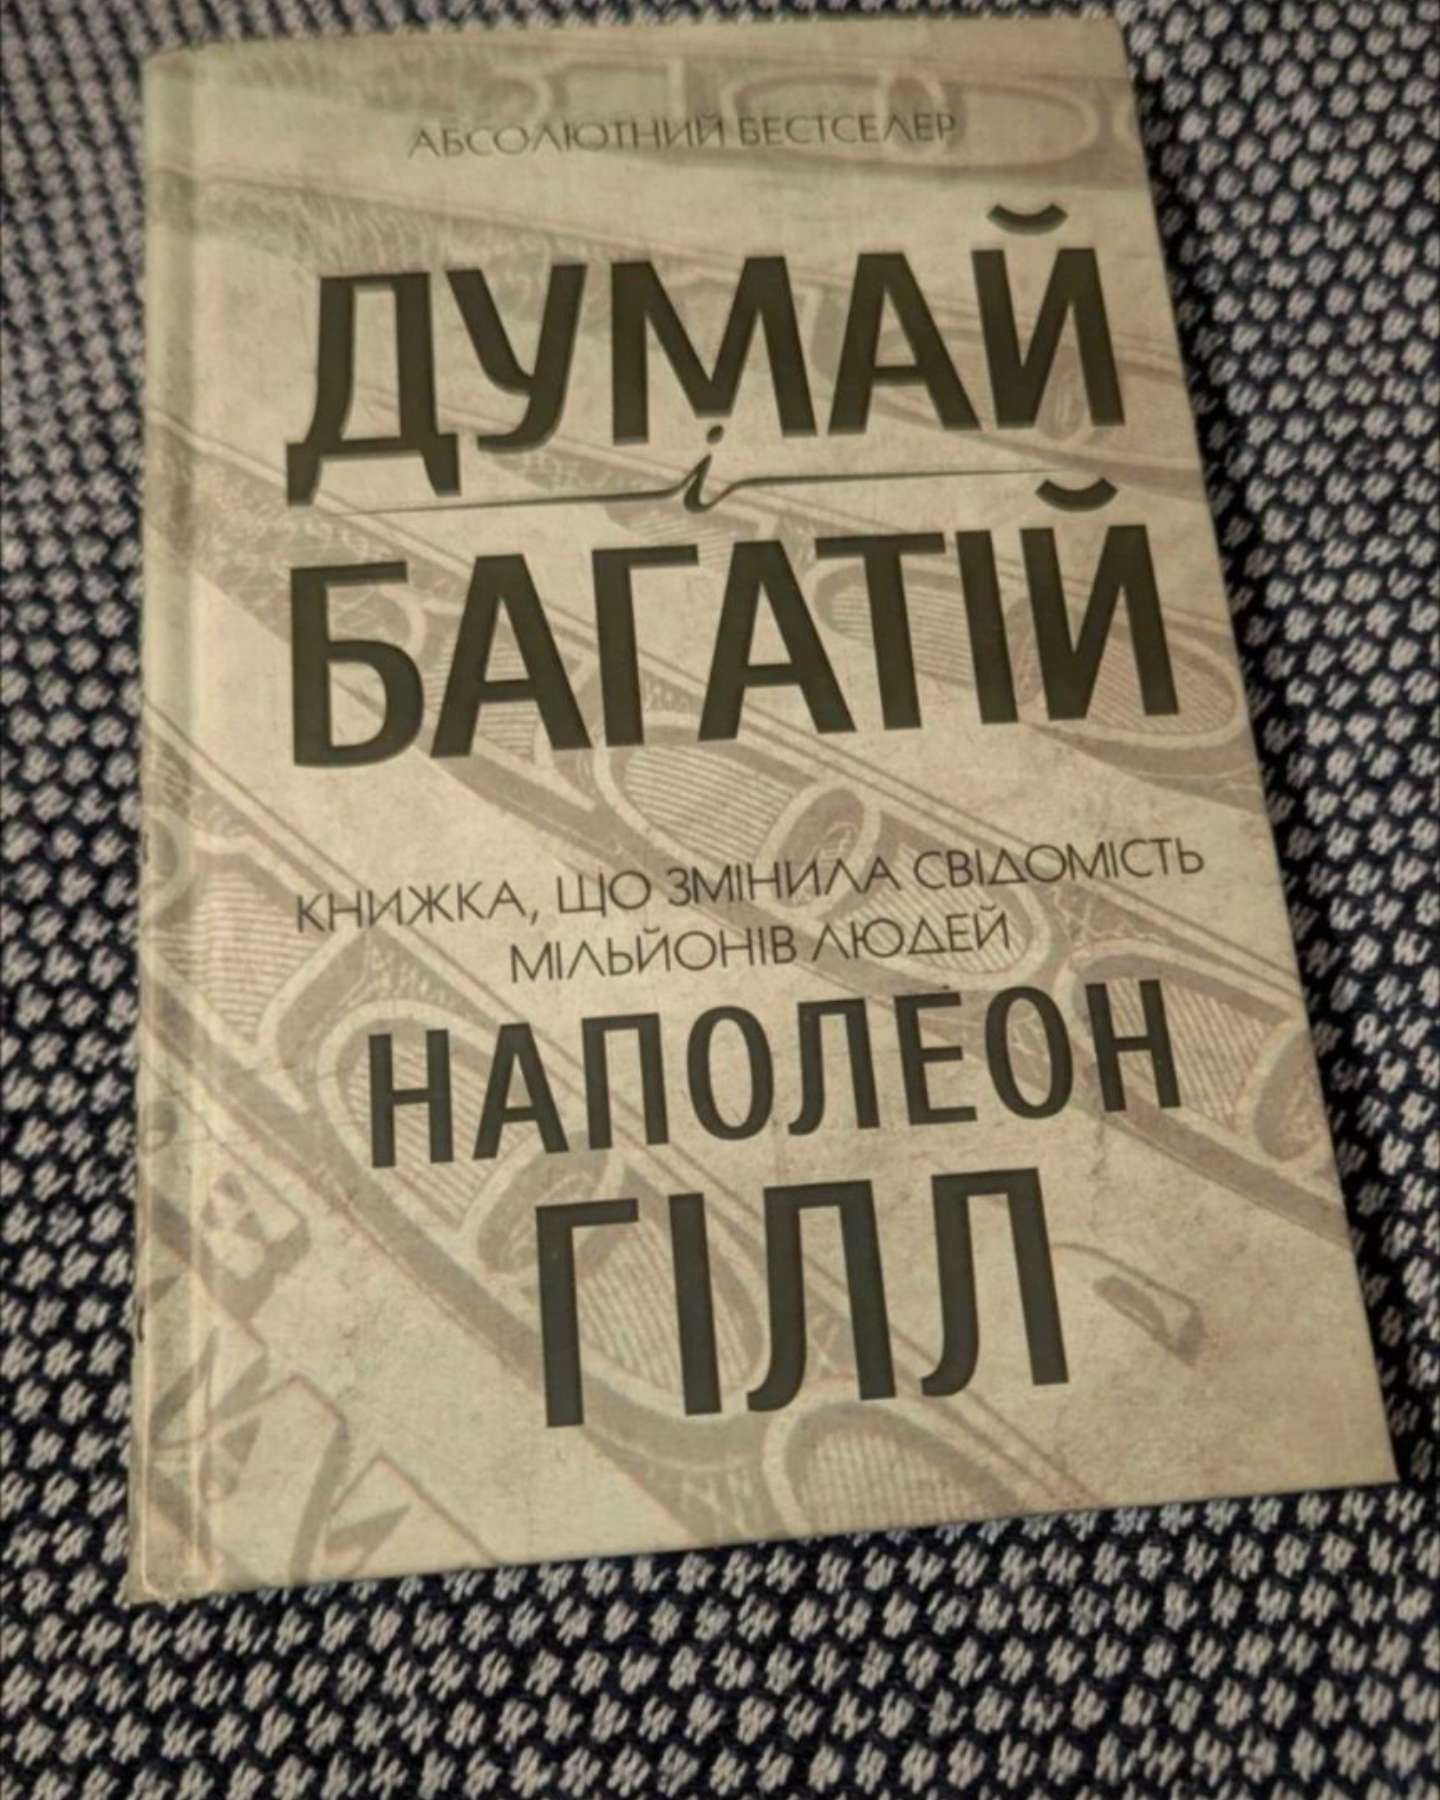 АБСОЛЮТНИЙ БЕСТСЕЛЕР
ДУМАЙ
і
БАГАТІЙ
КНИЖКА, ЩО ЗМІНИЛА СВІДОМІСТЬ
МІЛЬЙОНІВ ЛЮДЕЙ
НАПОЛЕОН
ГІЛЛ